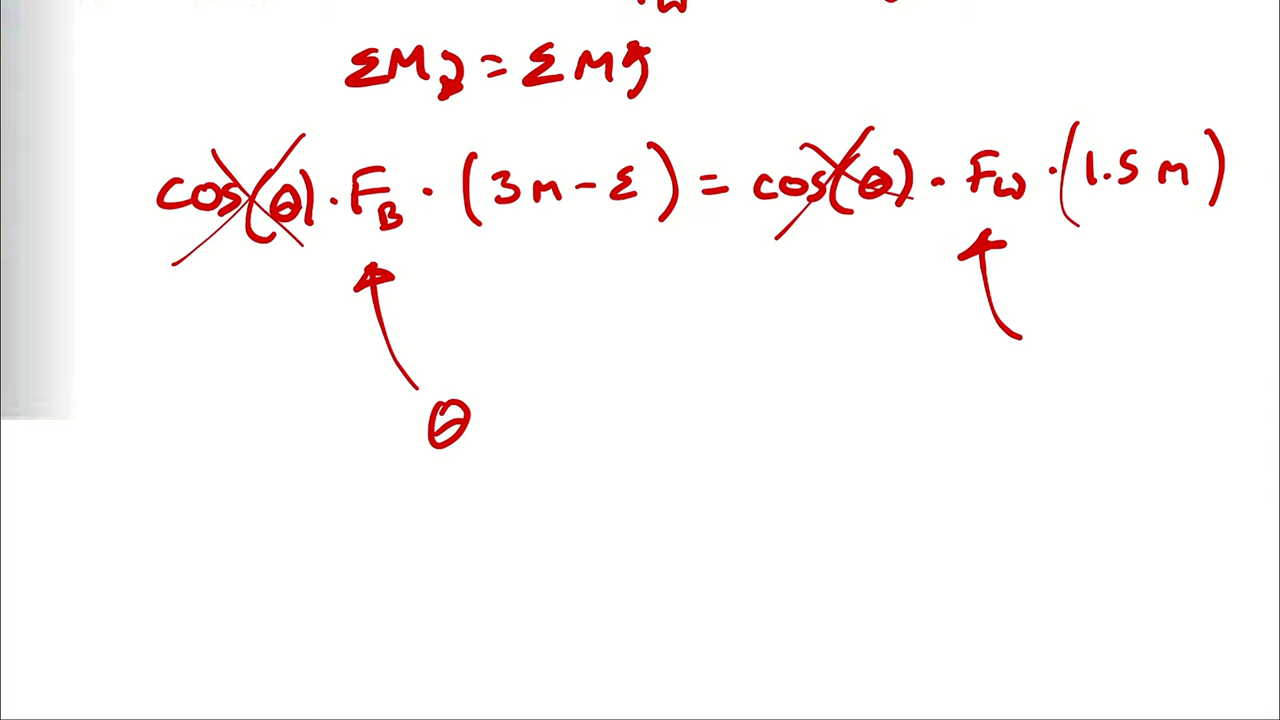 ΣM↻ = ΣM↺
cos(θ) · F_B · (3m - ε) = cos(θ) · F_W · (1.5 m)
θ